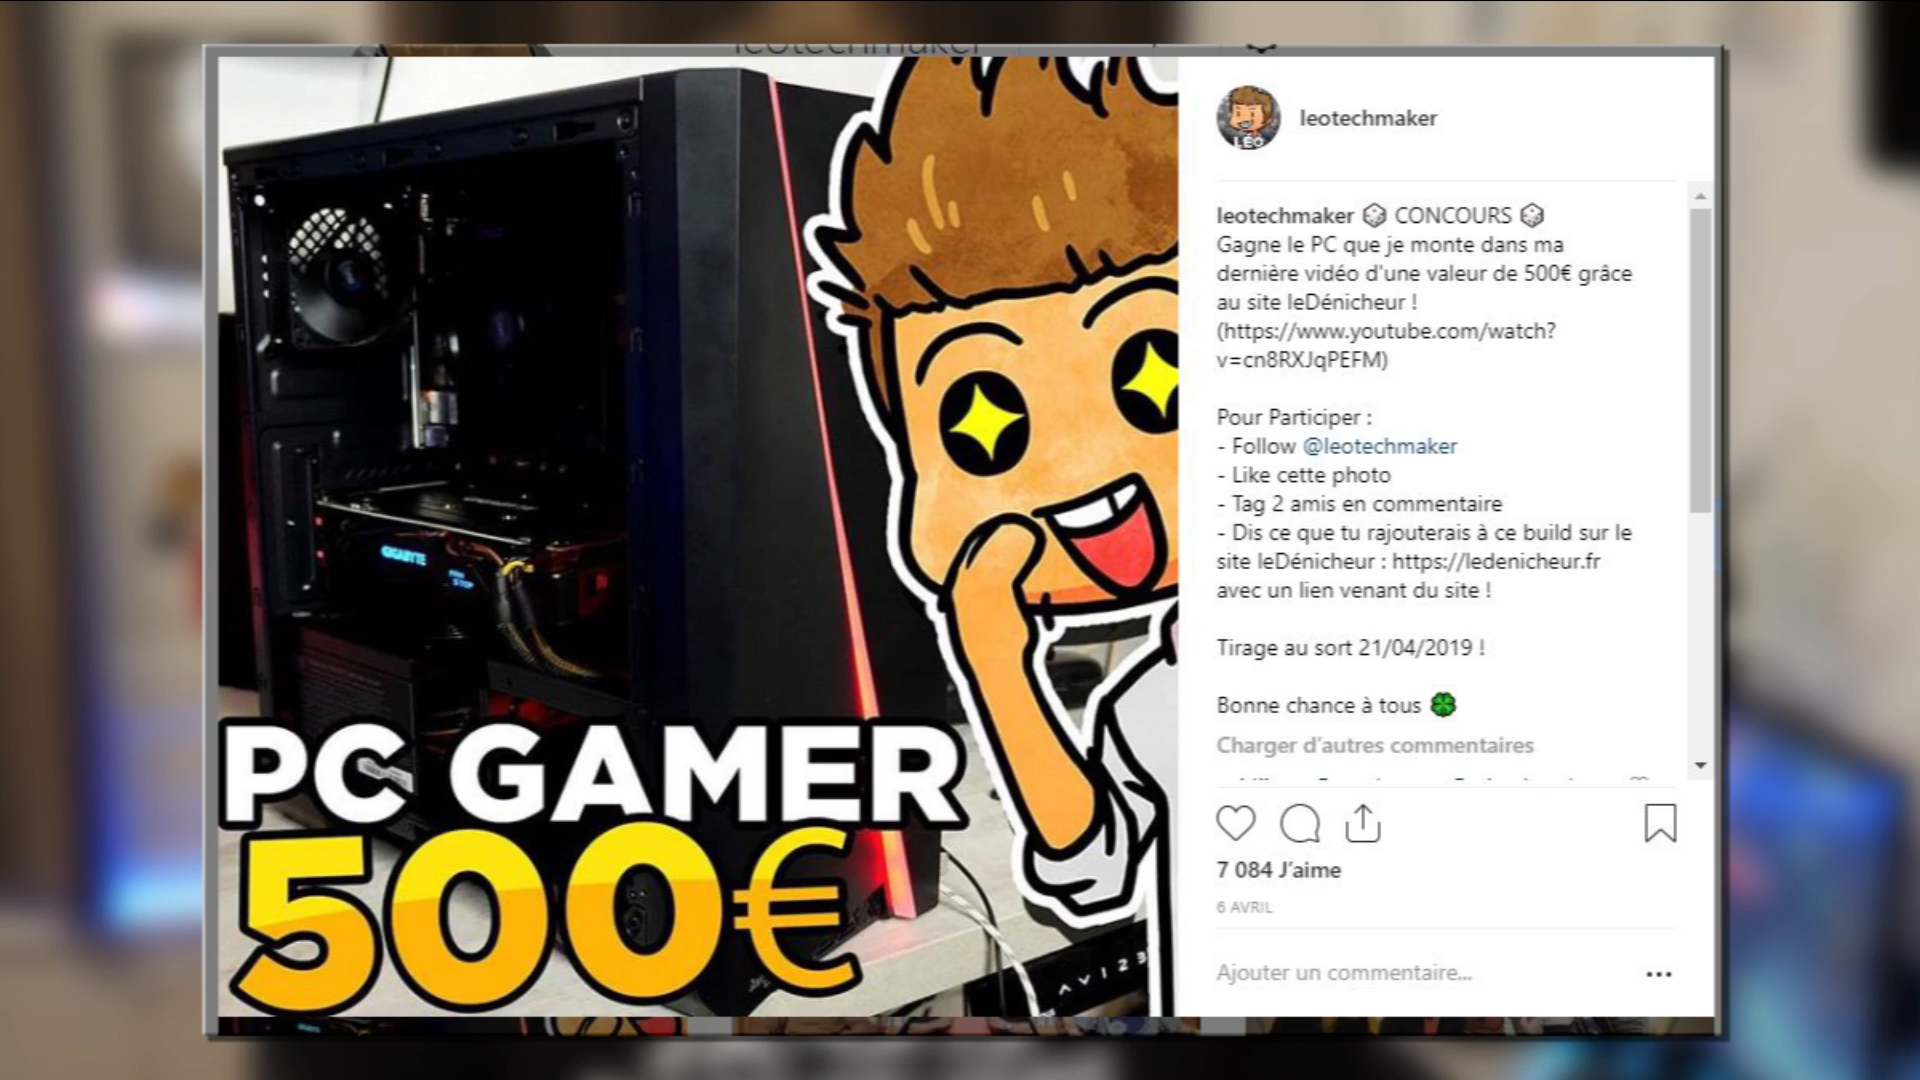 leotechmaker
GIGABYTE
FAN
STOP
PC GAMER
500€
LÉO
leotechmaker
leotechmaker 🎲 CONCOURS 🎲
Gagne le PC que je monte dans ma
dernière vidéo d'une valeur de 500€ grâce
au site leDénicheur !
(https://www.youtube.com/watch?
v=cn8RXJqPEFM)
Pour Participer :
- Follow @leotechmaker
- Like cette photo
- Tag 2 amis en commentaire
- Dis ce que tu rajouterais à ce build sur le
site leDénicheur : https://ledenicheur.fr
avec un lien venant du site !
Tirage au sort 21/04/2019 !
Bonne chance à tous 🍀
Charger d'autres commentaires
7 084 J'aime
6 AVRIL
Ajouter un commentaire...